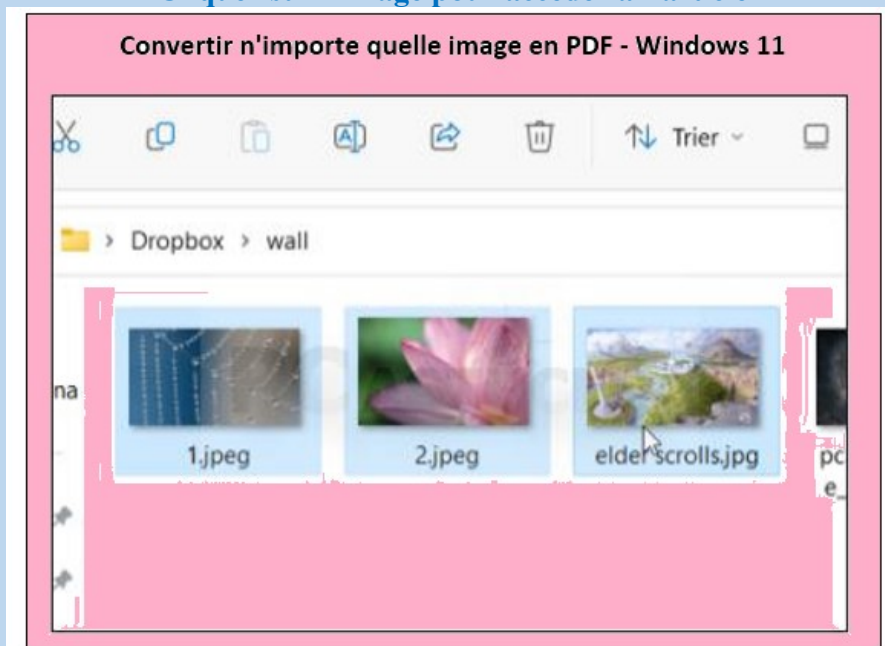 Convertir n'importe quelle image en PDF - Windows 11
Trier
> Dropbox > wall
na
1.jpeg
2.jpeg
elder scrolls.jpg
pc
e_